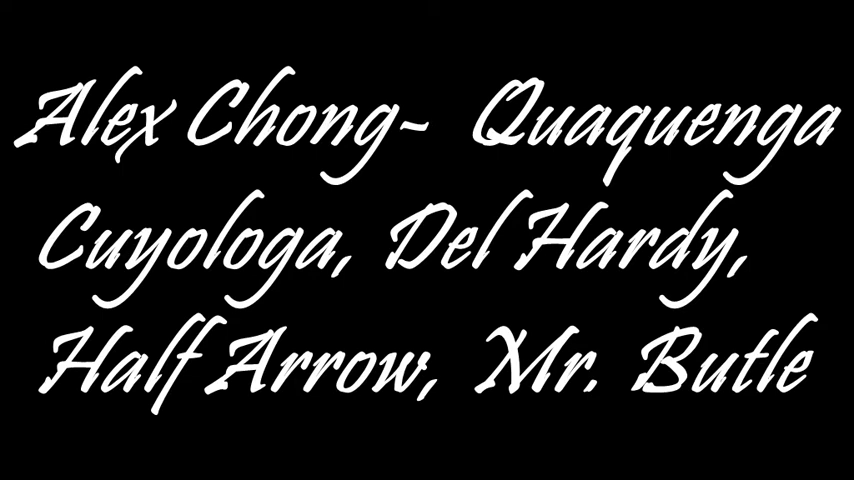 Alex Chong- Quaquenga
Cuyologa, Del Hardy,
Half Arrow, Mr. Butle